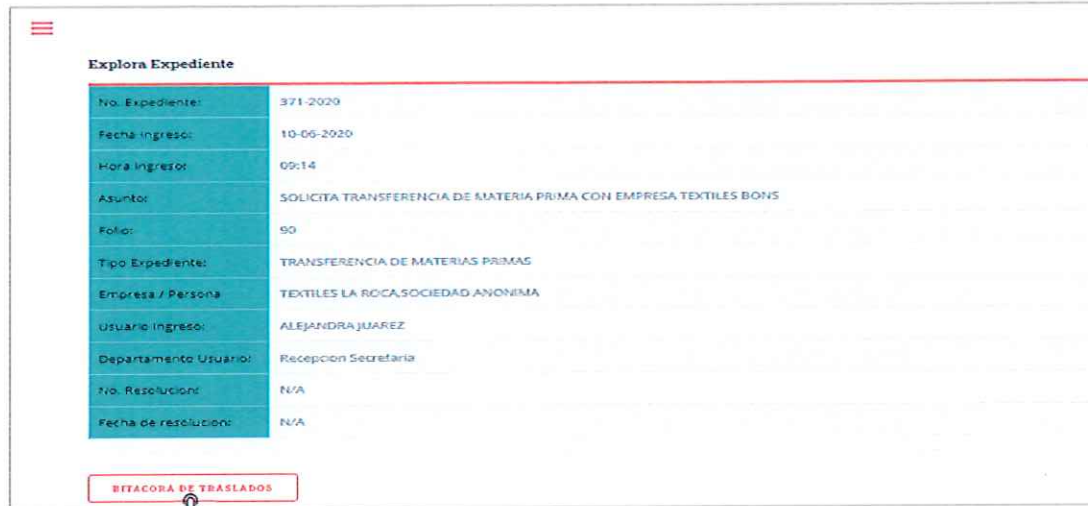 Explora Expediente
No. Expediente: 371-2020
Fecha Ingreso: 10-06-2020
Hora Ingreso: 09:14
Asunto: SOLICITA TRANSFERENCIA DE MATERIA PRIMA CON EMPRESA TEXTILES BONS
Folio: 90
Tipo Expediente: TRANSFERENCIA DE MATERIAS PRIMAS
Empresa / Persona TEXTILES LA ROCA,SOCIEDAD ANONIMA
Usuario Ingreso: ALEJANDRA JUAREZ
Departamento Usuario: Recepcion Secretaria
No. Resolucion: N/A
Fecha de resolucion: N/A
BITACORA DE TRASLADOS